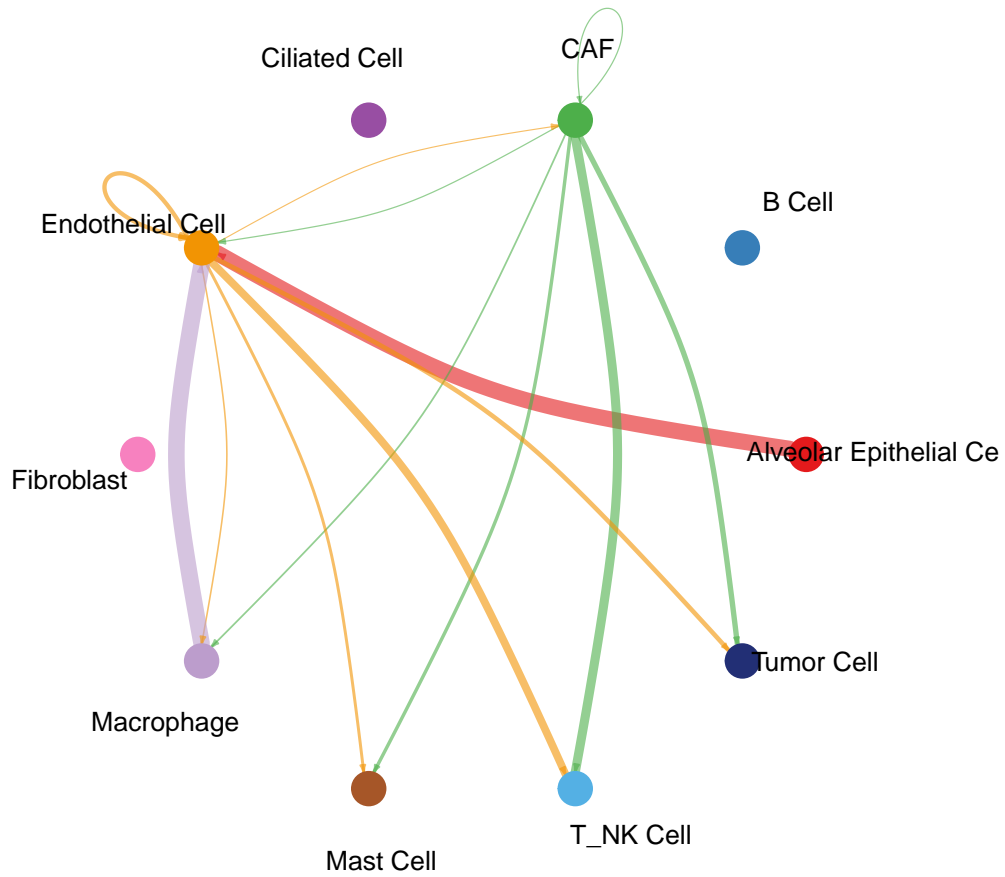 CAF
Ciliated Cell
B Cell
Endothelial Cell
Alveolar Epithelial Ce
Fibroblast
Tumor Cell
Macrophage
T_NK Cell
Mast Cell